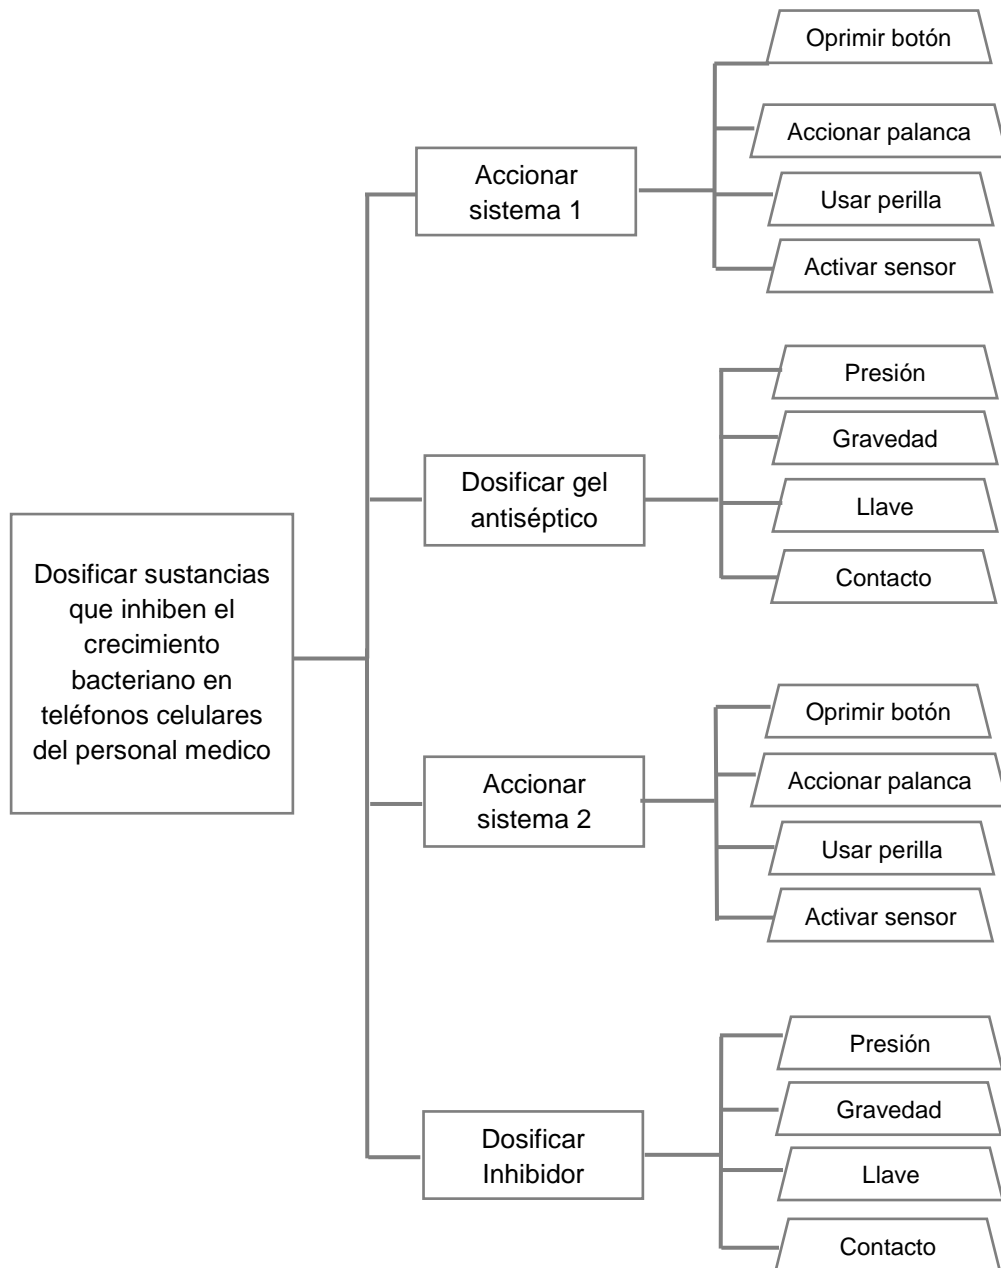 Oprimir botón
Accionar palanca
Accionar
sistema 1
Usar perilla
Activar sensor
Presión
Gravedad
Dosificar gel
antiséptico
Llave
Contacto
Dosificar sustancias
que inhiben el
crecimiento
bacteriano en
teléfonos celulares
del personal medico
Oprimir botón
Accionar palanca
Accionar
sistema 2
Usar perilla
Activar sensor
Presión
Gravedad
Dosificar
Inhibidor
Llave
Contacto